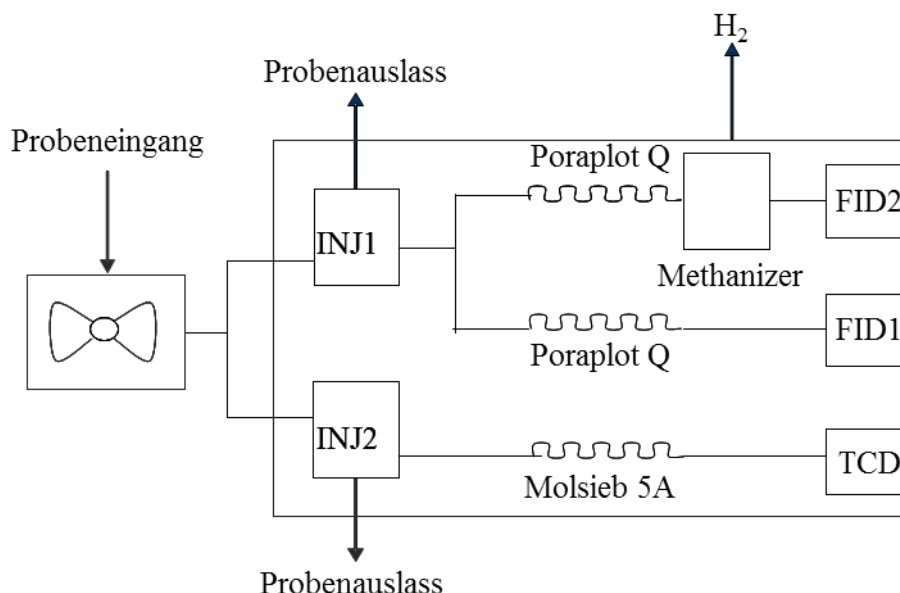 H₂
Probenauslass
Probeneingang
Poraplot Q
INJ1
FID2
Methanizer
FID1
Poraplot Q
INJ2
TCD
Molsieb 5A
Probenauslass